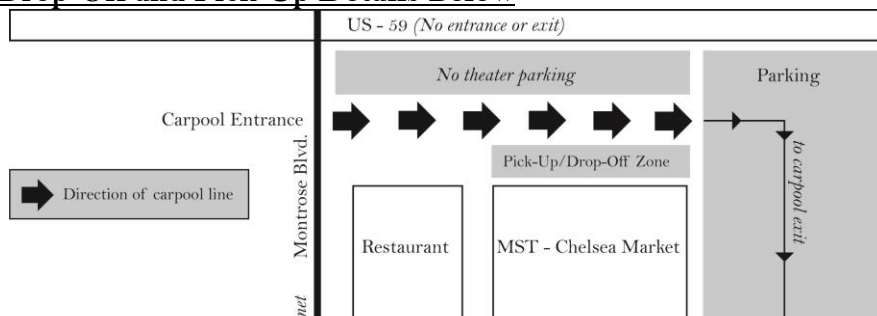 Drop-Off and Pick-Up Details Below
US - 59 (No entrance or exit)
No theater parking
Parking
Carpool Entrance
Pick-Up/Drop-Off Zone
to carpool exit
Direction of carpool line
Montrose Blvd.
Restaurant
MST - Chelsea Market